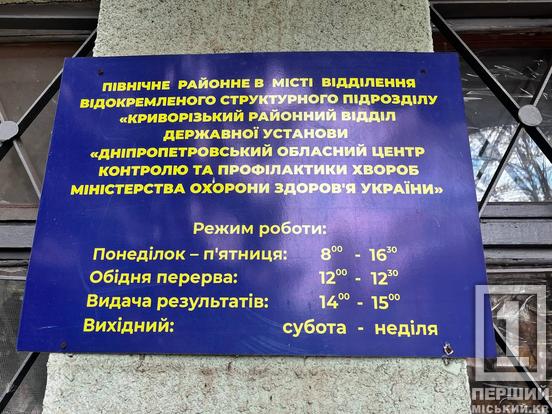 ПІВНІЧНЕ РАЙОННЕ В МІСТІ ВІДДІЛЕННЯ
ВІДОКРЕМЛЕНОГО СТРУКТУРНОГО ПІДРОЗДІЛУ
«КРИВОРІЗЬКИЙ РАЙОННИЙ ВІДДІЛ
ДЕРЖАВНОЇ УСТАНОВИ
«ДНІПРОПЕТРОВСЬКИЙ ОБЛАСНИЙ ЦЕНТР
КОНТРОЛЮ ТА ПРОФІЛАКТИКИ ХВОРОБ
МІНІСТЕРСТВА ОХОРОНИ ЗДОРОВ'Я УКРАЇНИ»
Режим роботи:
Понеділок – п'ятниця: 8⁰⁰ - 16³⁰
Обідня перерва: 12⁰⁰ - 12³⁰
Видача результатів: 14⁰⁰ - 15⁰⁰
Вихідний: субота - неділя
1
ПЕРШИЙ
МІСЬКИЙ.КР